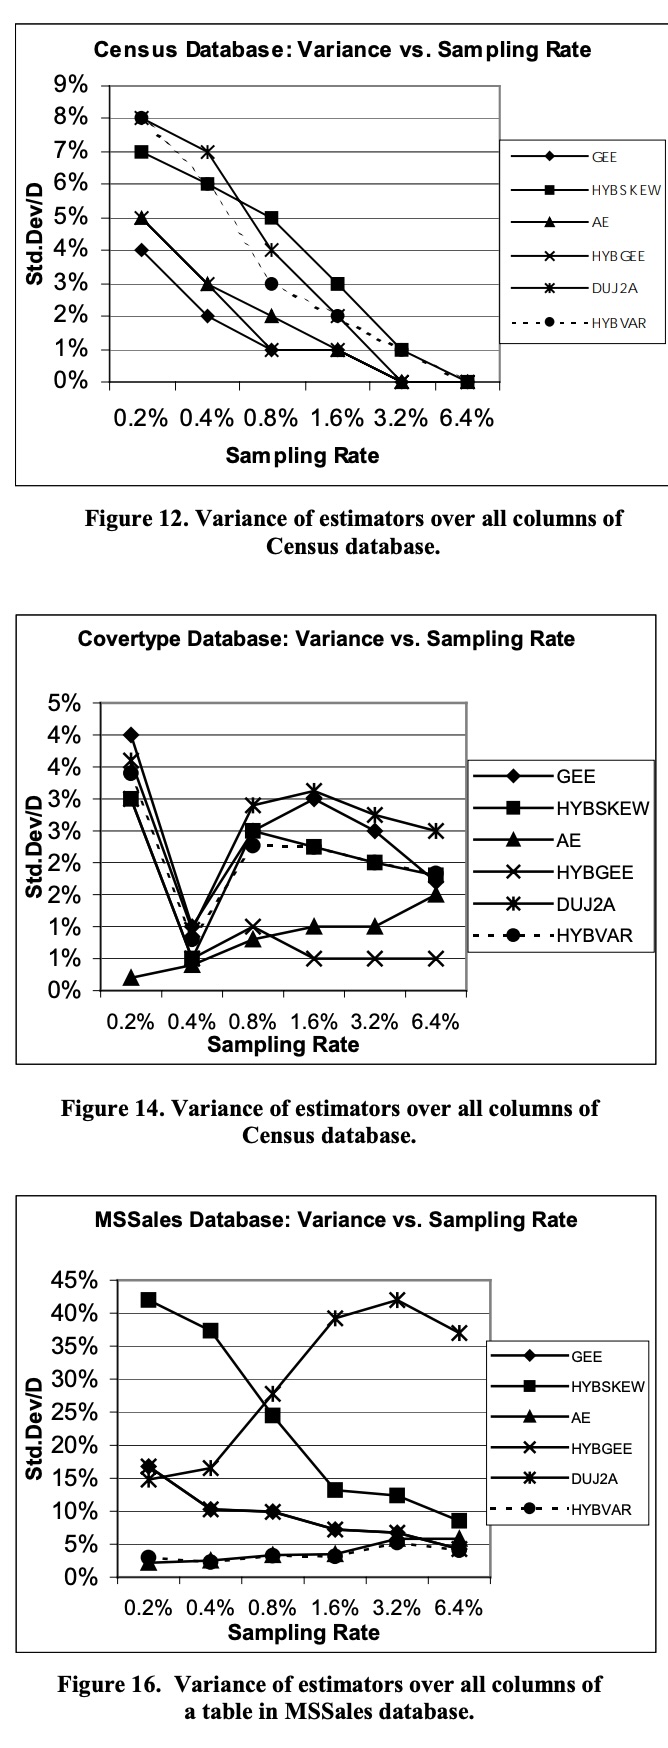 Census Database: Variance vs. Sampling Rate
9%
8%
7%
6%
5%
4%
3%
2%
1%
0%
Std.Dev/D
0.2% 0.4% 0.8% 1.6% 3.2% 6.4%
Sampling Rate
GEE
HYBSKEW
AE
HYBGEE
DUJ2A
HYBVAR
Figure 12. Variance of estimators over all columns of
Census database.
Covertype Database: Variance vs. Sampling Rate
5%
4%
4%
3%
3%
2%
2%
1%
1%
0%
Std.Dev/D
0.2% 0.4% 0.8% 1.6% 3.2% 6.4%
Sampling Rate
GEE
HYBSKEW
AE
HYBGEE
DUJ2A
HYBVAR
Figure 14. Variance of estimators over all columns of
Census database.
MSSales Database: Variance vs. Sampling Rate
45%
40%
35%
30%
25%
20%
15%
10%
5%
0%
Std.Dev/D
0.2% 0.4% 0.8% 1.6% 3.2% 6.4%
Sampling Rate
GEE
HYBSKEW
AE
HYBGEE
DUJ2A
HYBVAR
Figure 16. Variance of estimators over all columns of
a table in MSSales database.